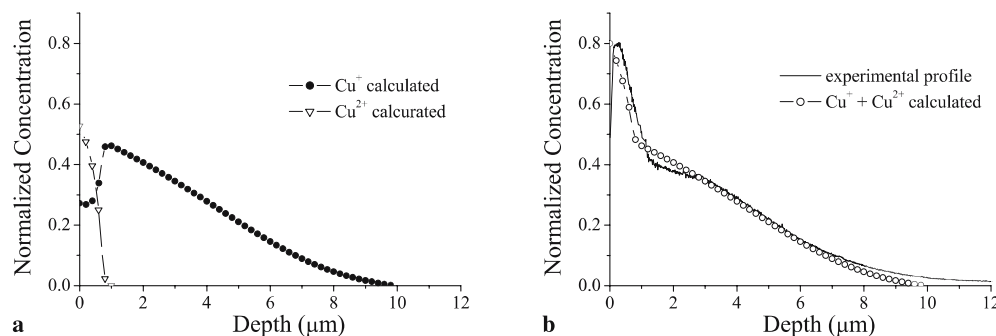 Normalized Concentration
0.8
0.6
0.4
0.2
0.0
Cu+ calculated
Cu2+ calcurated
0 2 4 6 8 10 12
Depth (μm)
a
Normalized Concentration
0.8
0.6
0.4
0.2
0.0
experimental profile
Cu+ + Cu2+ calculated
0 2 4 6 8 10 12
Depth (μm)
b